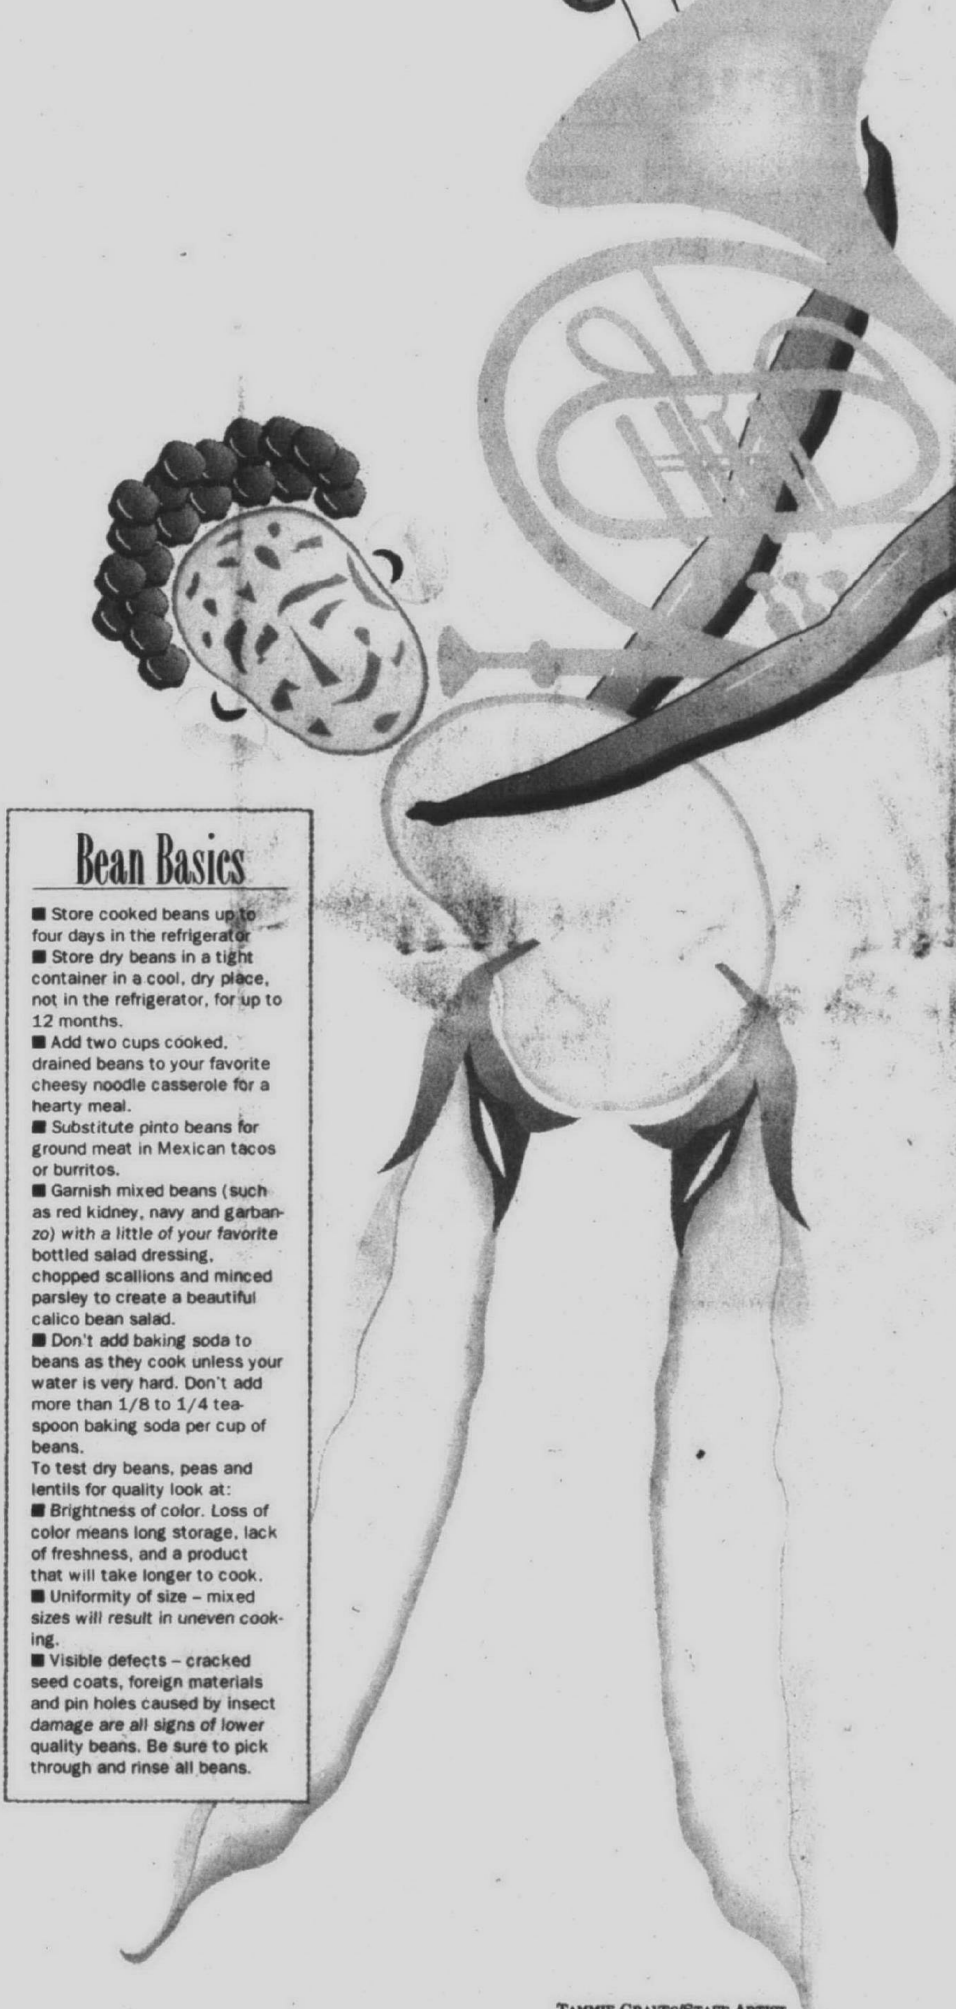 Bean Basics
■ Store cooked beans up to
four days in the refrigerator
■ Store dry beans in a tight
container in a cool, dry place,
not in the refrigerator, for up to
12 months.
■ Add two cups cooked,
drained beans to your favorite
cheesy noodle casserole for a
hearty meal.
■ Substitute pinto beans for
ground meat in Mexican tacos
or burritos.
■ Garnish mixed beans (such
as red kidney, navy and garban-
zo) with a little of your favorite
bottled salad dressing,
chopped scallions and minced
parsley to create a beautiful
calico bean salad.
■ Don't add baking soda to
beans as they cook unless your
water is very hard. Don't add
more than 1/8 to 1/4 tea-
spoon baking soda per cup of
beans.
To test dry beans, peas and
lentils for quality look at:
■ Brightness of color. Loss of
color means long storage, lack
of freshness, and a product
that will take longer to cook.
■ Uniformity of size – mixed
sizes will result in uneven cook-
ing.
■ Visible defects – cracked
seed coats, foreign materials
and pin holes caused by insect
damage are all signs of lower
quality beans. Be sure to pick
through and rinse all beans.